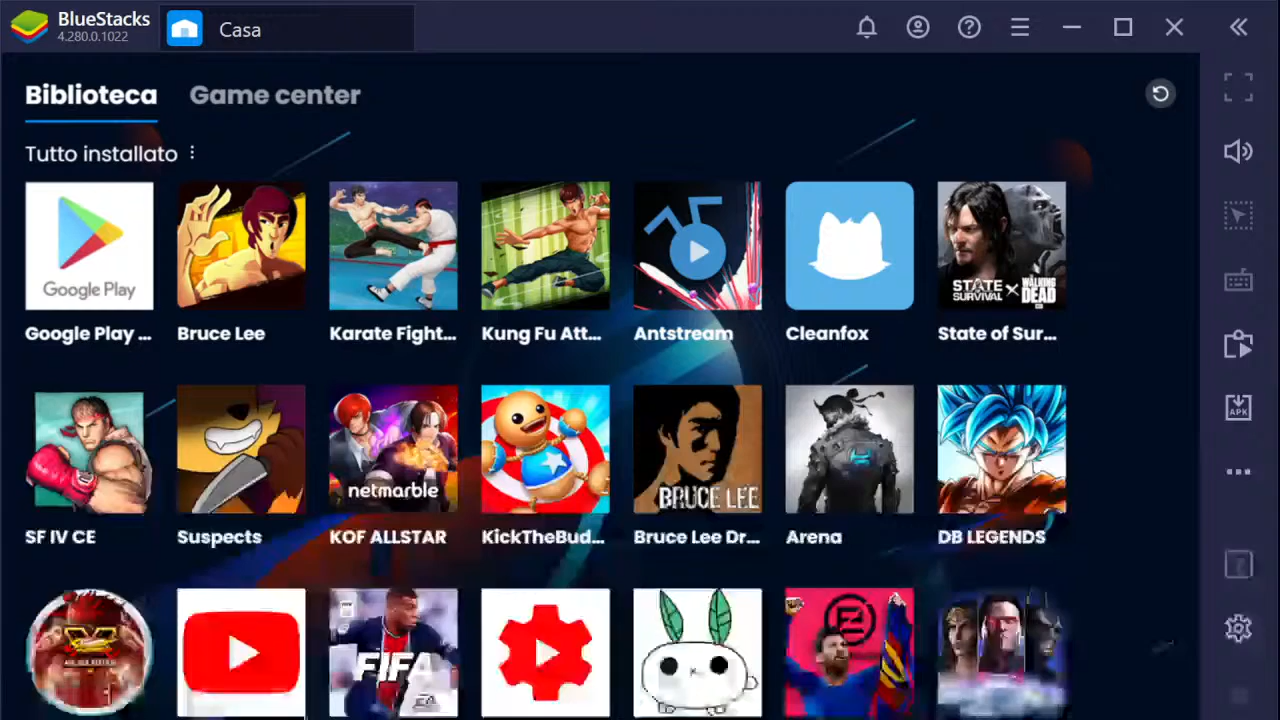 BlueStacks
4.280.0.1022
Casa
Biblioteca
Game center
Tutto installato
Google Play
STATE SURVIVAL X THE WALKING DEAD
Google Play ...
Bruce Lee
Karate Fight...
Kung Fu Att...
Antstream
Cleanfox
State of Sur...
netmarble
BRUCE LEE
APK
SF IV CE
Suspects
KOF ALLSTAR
KickTheBud...
Bruce Lee Dr...
Arena
DB LEGENDS
FIFA
EA